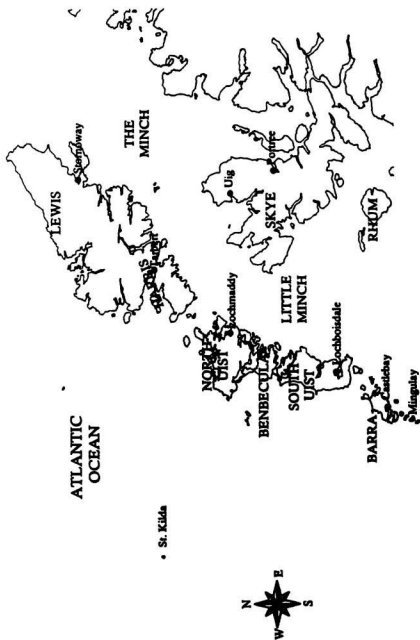 ATLANTIC
OCEAN
LEWIS
Stornoway
THE
MINCH
St. Kilda
NORTH
UIST
Lochmaddy
BENBECULA
SOUTH
UIST
Lochboisdale
LITTLE
MINCH
Uig
Portree
SKYE
RHUM
BARRA
Castlebay
Mingulay
N
W
E
S